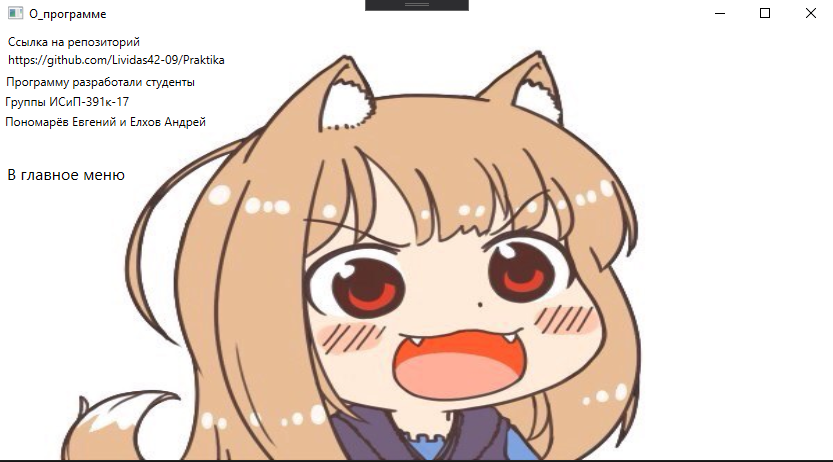 О_программе
Ссылка на репозиторий
https://github.com/Lividas42-09/Praktika
Программу разработали студенты
Группы ИСиП-391к-17
Пономарёв Евгений и Елхов Андрей
В главное меню